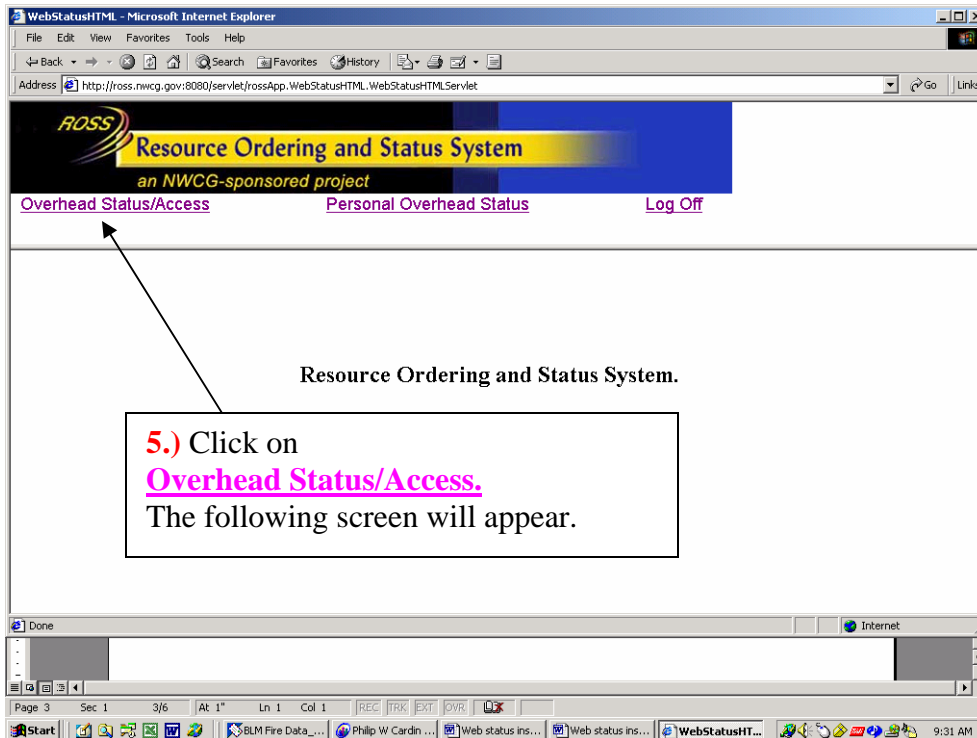 WebStatusHTML - Microsoft Internet Explorer
File Edit View Favorites Tools Help
Back Search Favorites History
Address http://ross.nwcg.gov:8080/servlet/rossApp.WebStatusHTML.WebStatusHTMLServlet Go Links
ROSS
Resource Ordering and Status System
an NWCG-sponsored project
Overhead Status/Access Personal Overhead Status Log Off
Resource Ordering and Status System.
5.) Click on
Overhead Status/Access.
The following screen will appear.
Done Internet
Page 3 Sec 1 3/6 At 1" Ln 1 Col 1 REC TRK EXT OVR
Start BLM Fire Data_... Philip W Cardin ... Web status ins... Web status ins... WebStatusHT... 9:31 AM